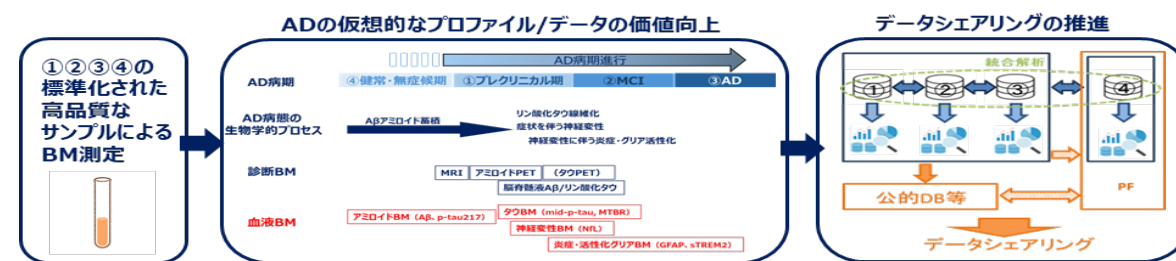 ADの仮想的なプロファイル/データの価値向上
データシェアリングの推進
①②③④の
標準化された
高品質な
サンプルによる
BM測定
AD病期進行
AD病期
④健常・無症候期
①プレクリニカル期
②MCI
③AD
AD病態の
生物学的プロセス
Aβアミロイド蓄積
リン酸化タウ線維化
症状を伴う神経変性
神経変性に伴う炎症・グリア活性化
診断BM
MRI
アミロイドPET
（タウPET）
脳脊髄液Aβ/リン酸化タウ
血液BM
アミロイドBM（Aβ、p-tau217）
タウBM（mid-p-tau, MTBR）
神経変性BM（NfL）
炎症・活性化グリアBM（GFAP、sTREM2）
統合解析
①
②
③
④
公的DB等
PF
データシェアリング